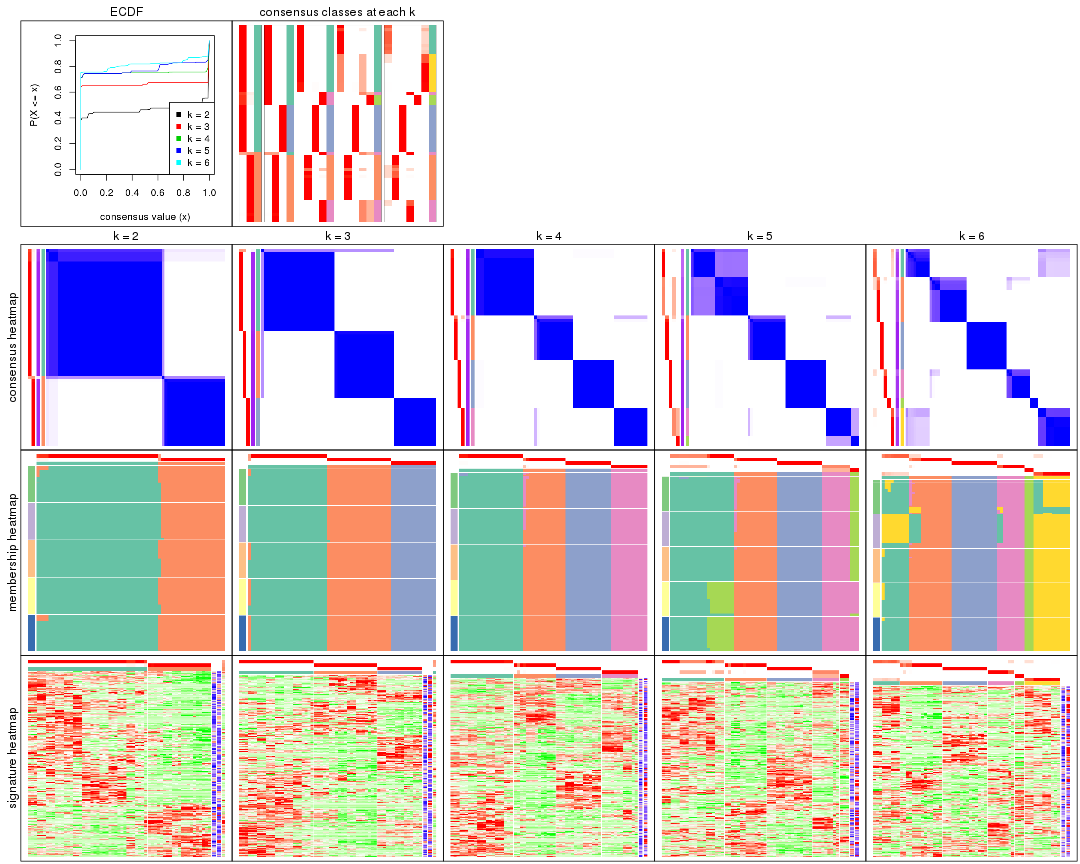 ECDF
consensus classes at each k
P(X <= x)
1.0
0.8
0.6
0.4
0.2
0.0
k = 2
k = 3
k = 4
k = 5
k = 6
0.0 0.2 0.4 0.6 0.8 1.0
consensus value (x)
k = 2
k = 3
k = 4
k = 5
k = 6
consensus heatmap
membership heatmap
signature heatmap